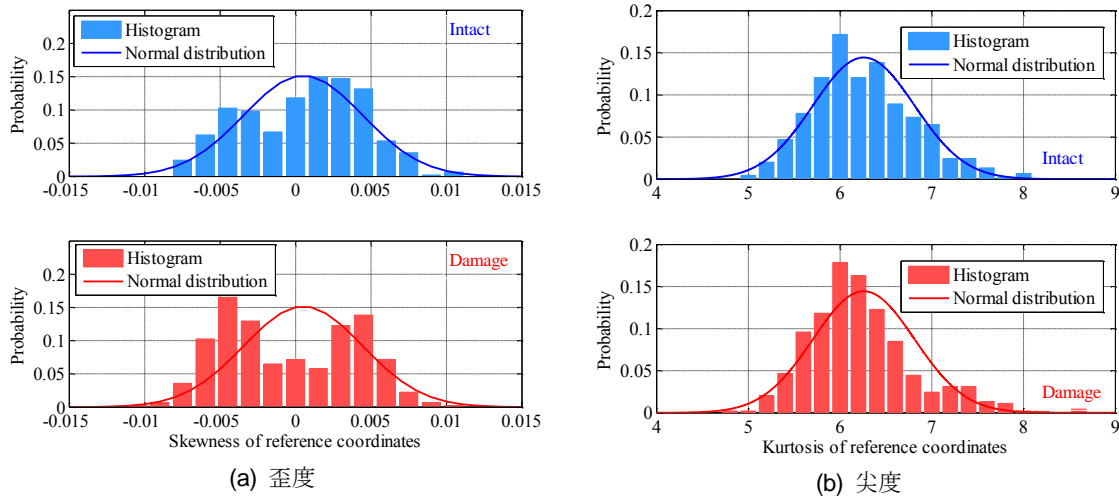 Histogram
Normal distribution
Intact
Probability
0.2
0.15
0.1
0.05
0
-0.015
-0.01
-0.005
0
0.005
0.01
0.015
Histogram
Normal distribution
Damage
Probability
0.2
0.15
0.1
0.05
0
-0.015
-0.01
-0.005
0
0.005
0.01
0.015
Skewness of reference coordinates
(a) 歪度
Histogram
Normal distribution
Intact
Probability
0.2
0.15
0.1
0.05
0
4
5
6
7
8
9
Histogram
Normal distribution
Damage
Probability
0.2
0.15
0.1
0.05
0
4
5
6
7
8
9
Kurtosis of reference coordinates
(b) 尖度